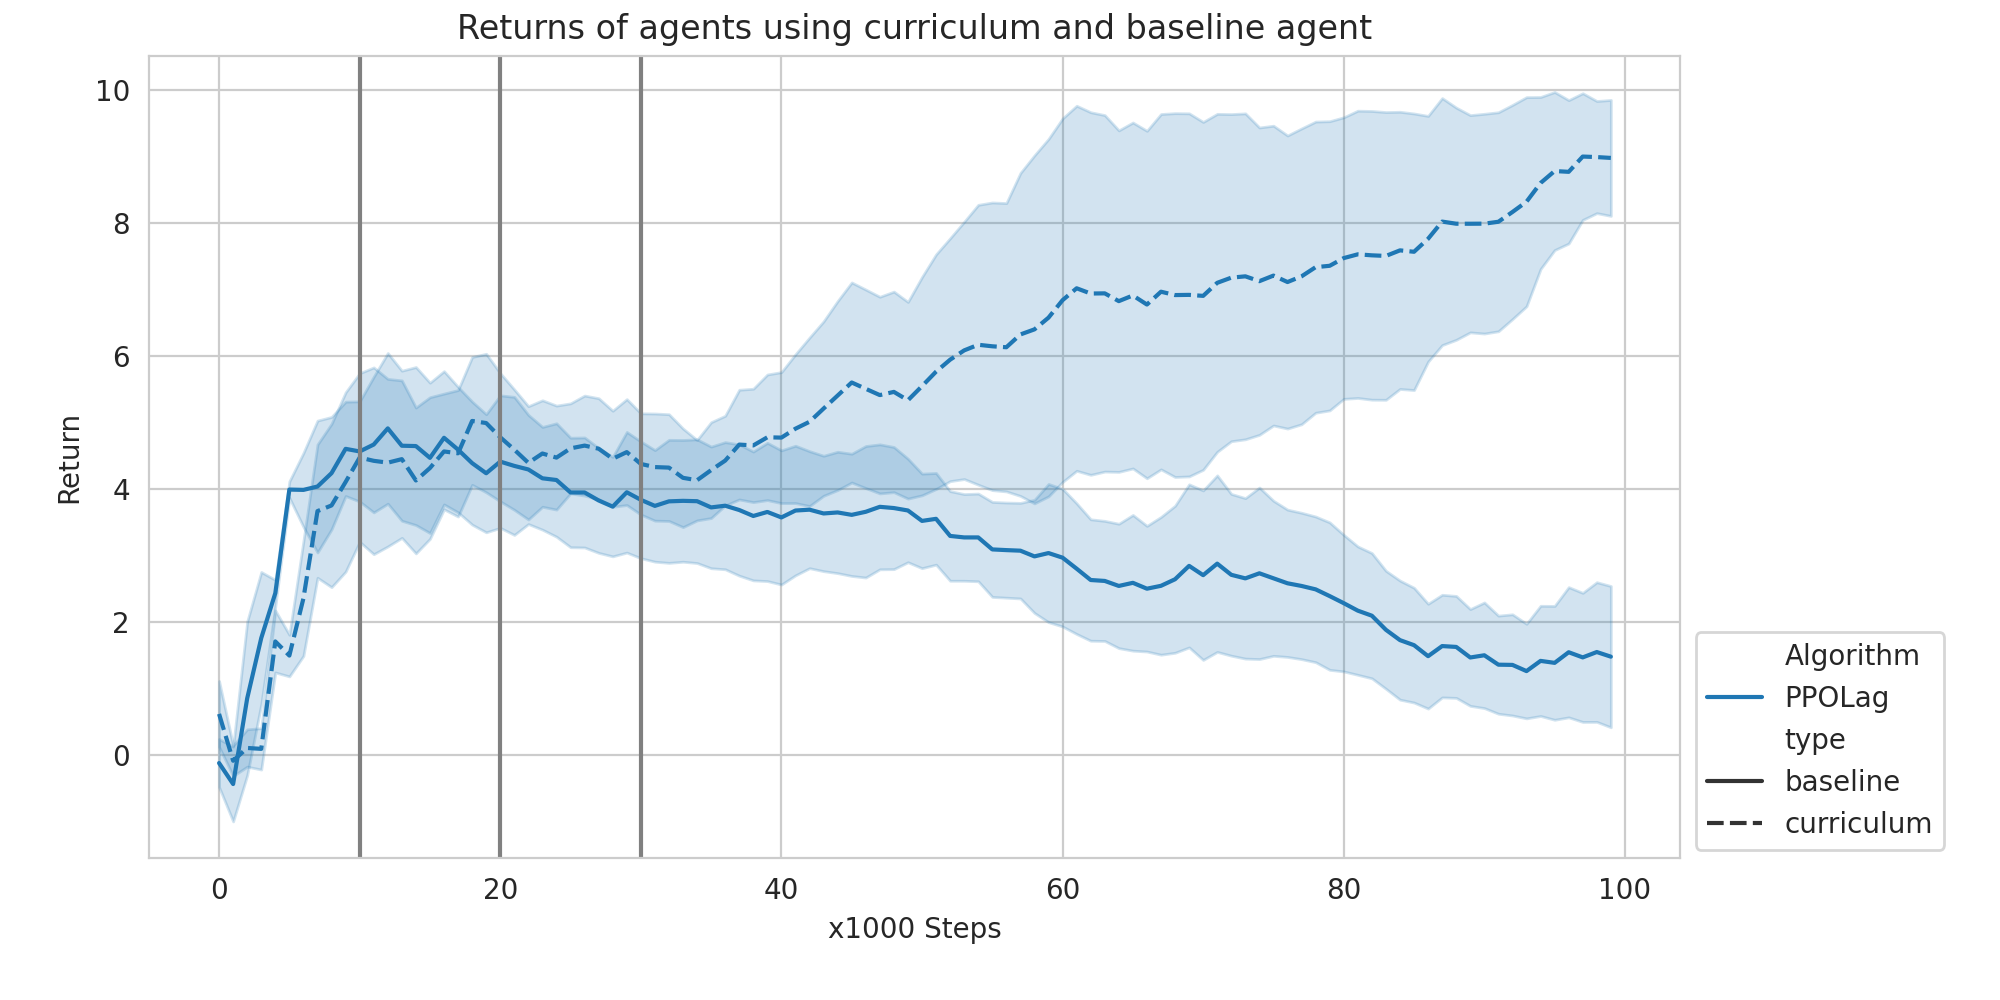 Returns of agents using curriculum and baseline agent
10
8
6
4
2
0
Return
0 20 40 60 80 100
x1000 Steps
Algorithm
PPOLag
type
baseline
curriculum